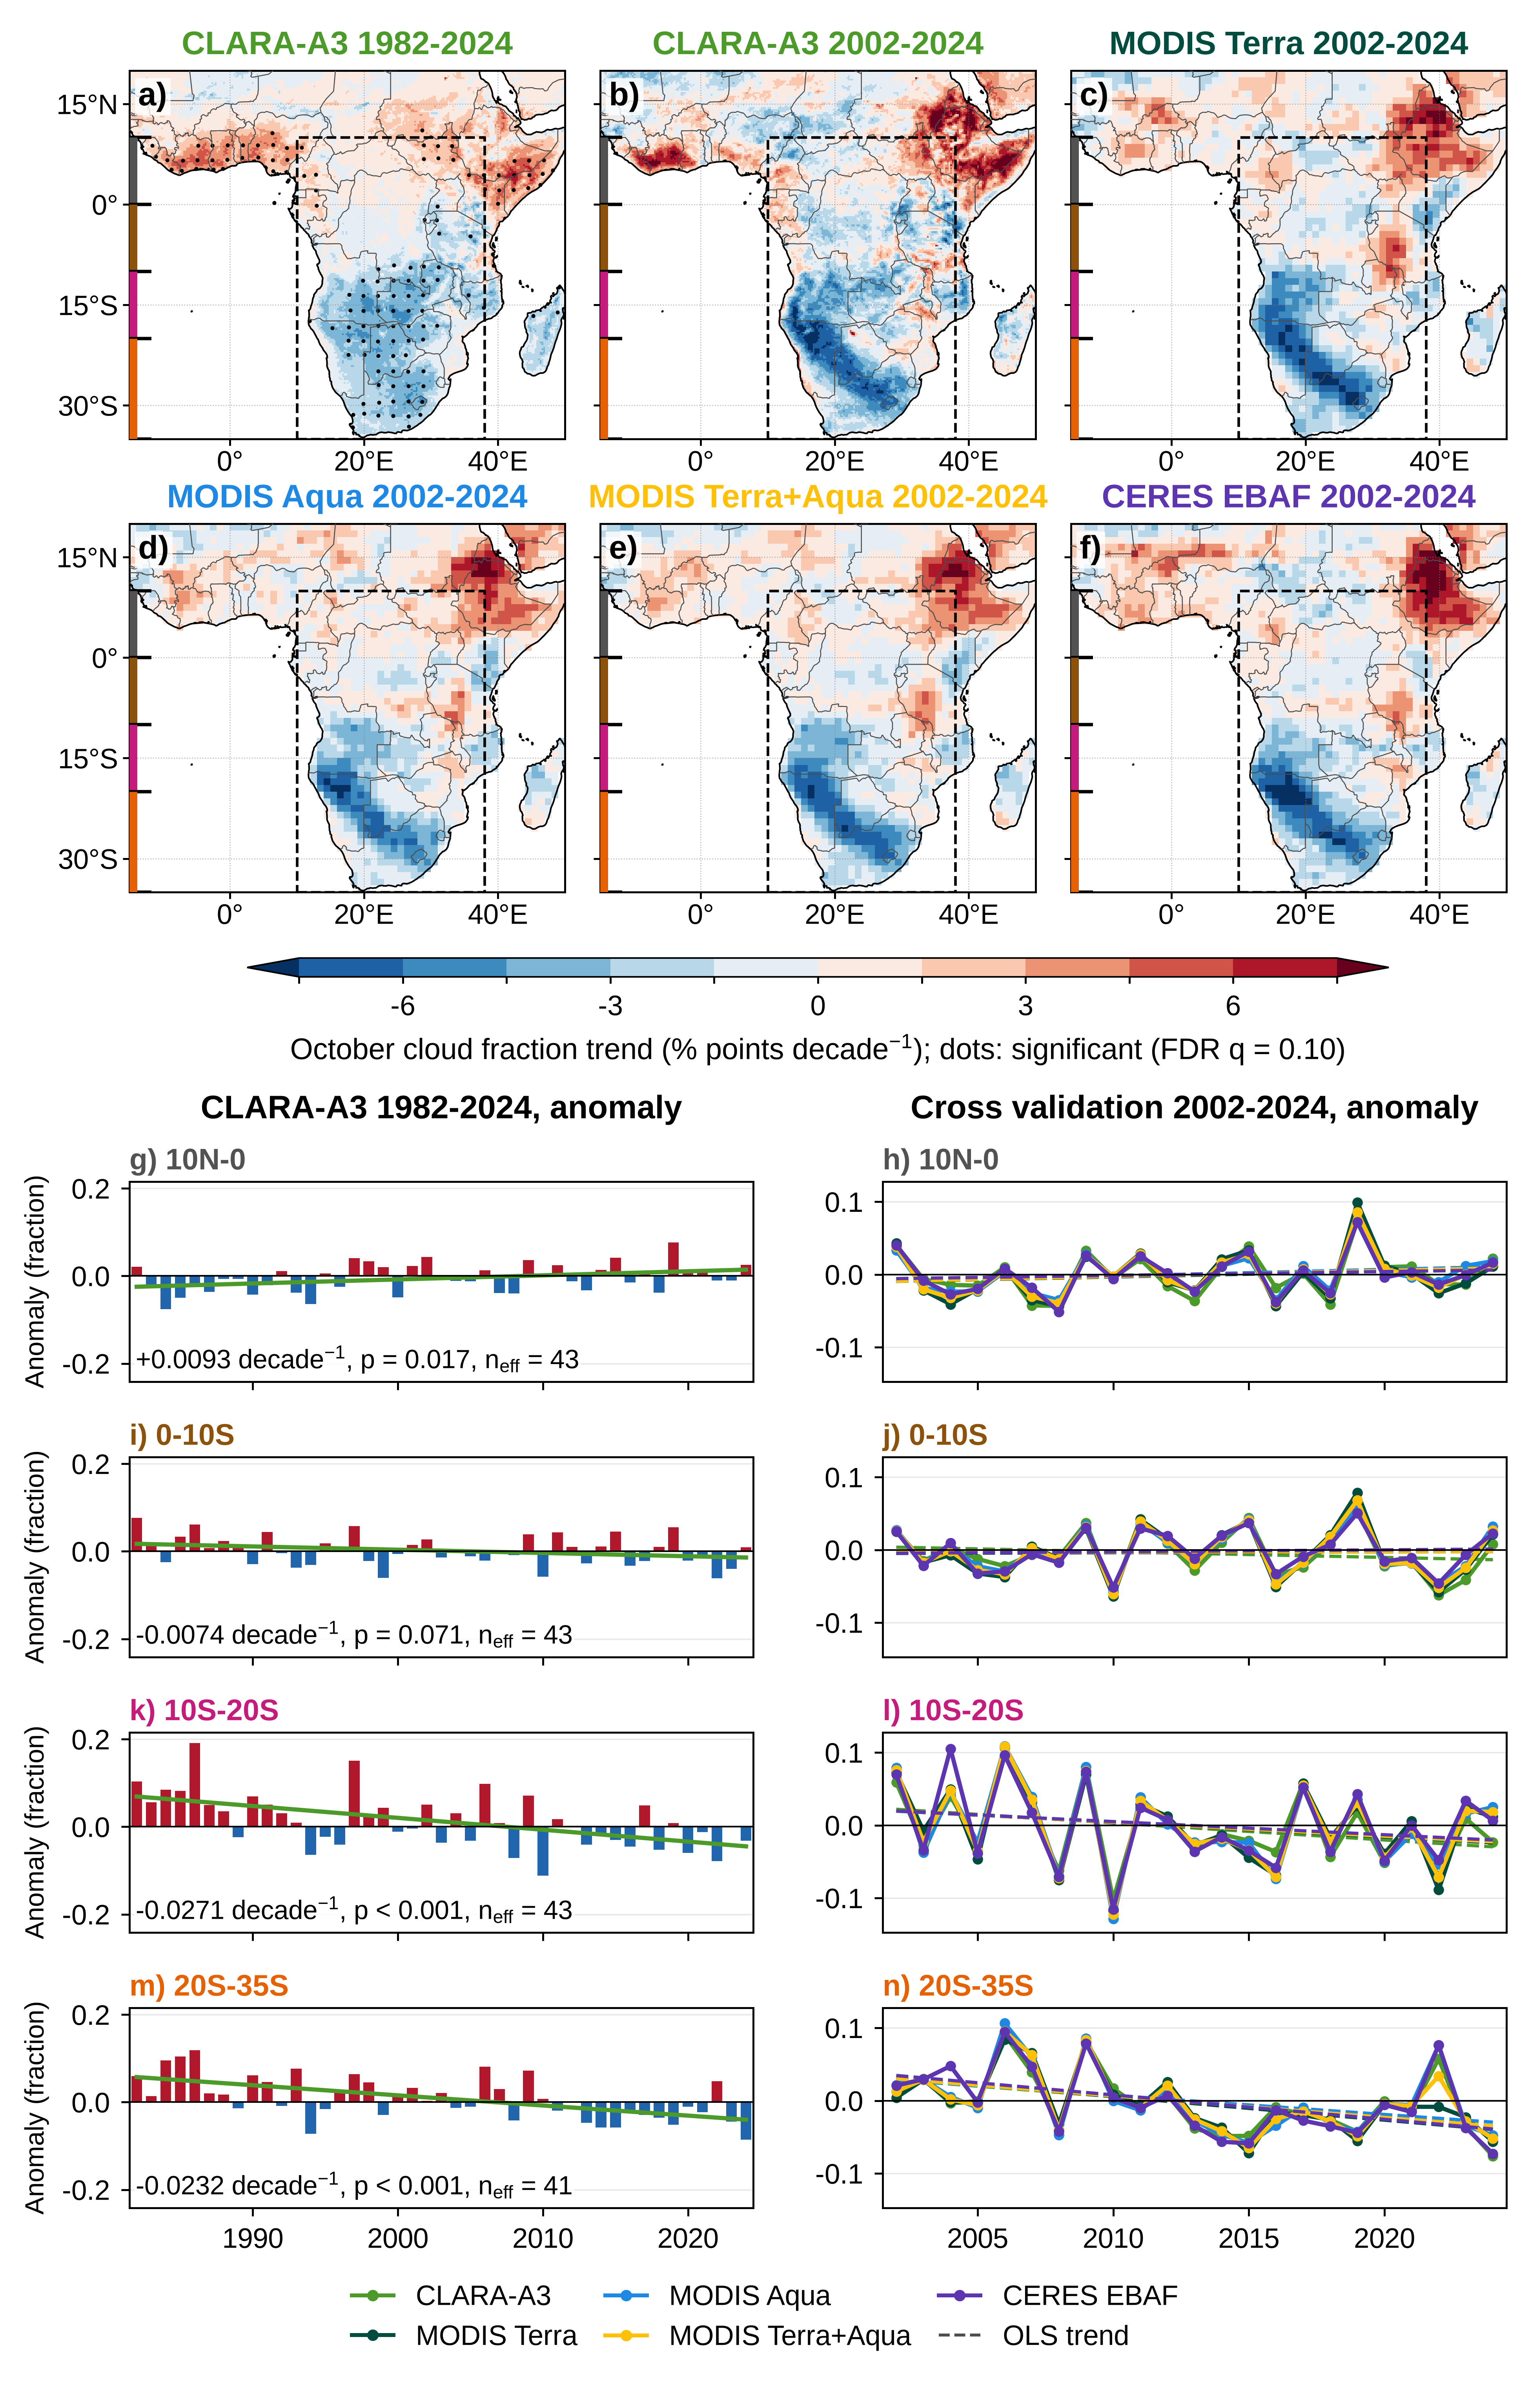 CLARA-A3 1982-2024
CLARA-A3 2002-2024
MODIS Terra 2002-2024
a)
b)
c)
15°N
0°
15°S
30°S
0°
20°E
40°E
0°
20°E
40°E
0°
20°E
40°E
MODIS Aqua 2002-2024
MODIS Terra+Aqua 2002-2024
CERES EBAF 2002-2024
d)
e)
f)
15°N
0°
15°S
30°S
0°
20°E
40°E
0°
20°E
40°E
0°
20°E
40°E
-6
-3
0
3
6
October cloud fraction trend (% points decade⁻¹); dots: significant (FDR q = 0.10)
CLARA-A3 1982-2024, anomaly
Cross validation 2002-2024, anomaly
g) 10N-0
Anomaly (fraction)
0.2
0.0
-0.2
+0.0093 decade⁻¹, p = 0.017, neff = 43
h) 10N-0
0.1
0.0
-0.1
i) 0-10S
Anomaly (fraction)
0.2
0.0
-0.2
-0.0074 decade⁻¹, p = 0.071, neff = 43
j) 0-10S
0.1
0.0
-0.1
k) 10S-20S
Anomaly (fraction)
0.2
0.0
-0.2
-0.0271 decade⁻¹, p < 0.001, neff = 43
l) 10S-20S
0.1
0.0
-0.1
m) 20S-35S
Anomaly (fraction)
0.2
0.0
-0.2
-0.0232 decade⁻¹, p < 0.001, neff = 41
1990
2000
2010
2020
n) 20S-35S
0.1
0.0
-0.1
2005
2010
2015
2020
CLARA-A3
MODIS Aqua
CERES EBAF
MODIS Terra
MODIS Terra+Aqua
OLS trend